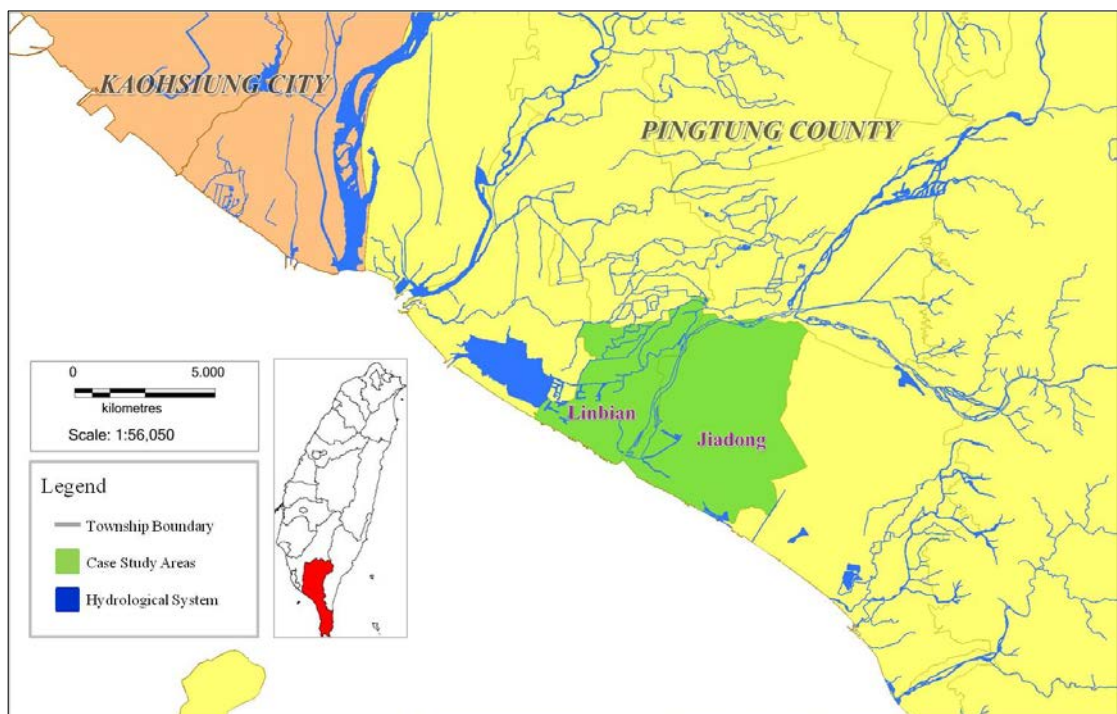 KAOHSIUNG CITY
PINGTUNG COUNTY
Linbian
Jiadong
0 5.000
kilometres
Scale: 1:56,050
Legend
Township Boundary
Case Study Areas
Hydrological System